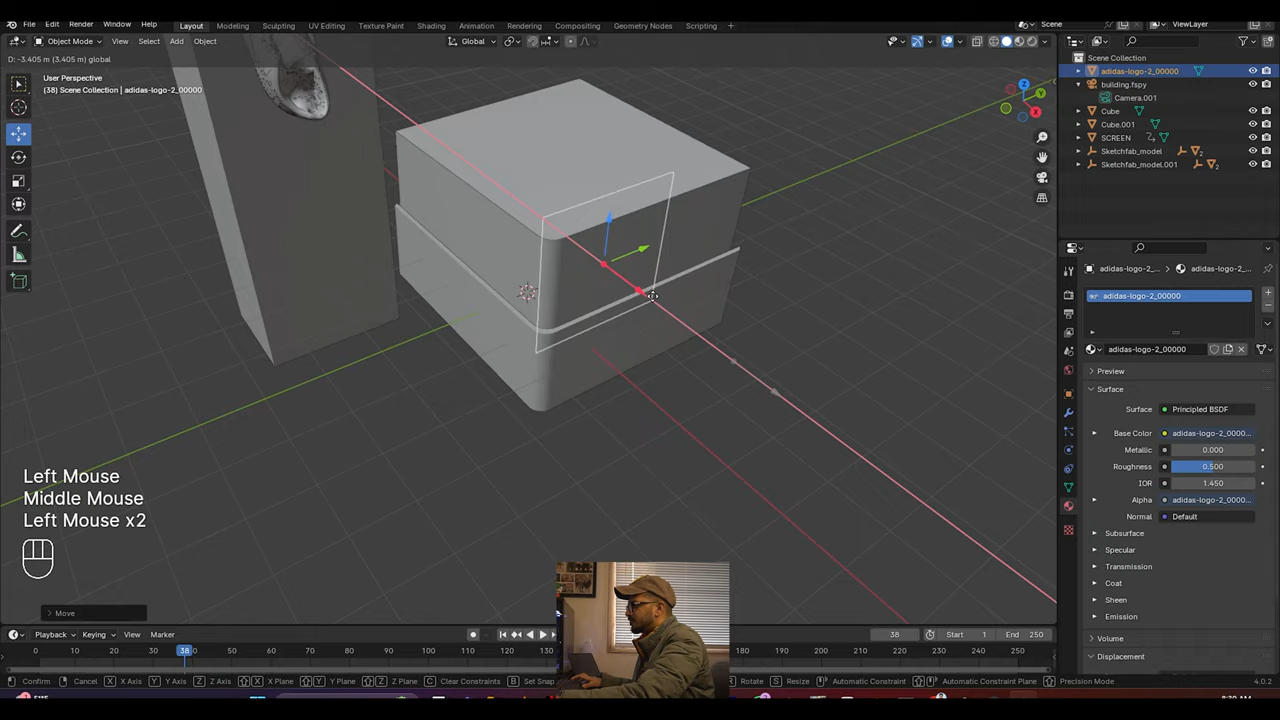 File Edit Render Window Help Layout Modeling Sculpting UV Editing Texture Paint Shading Animation Rendering Compositing Geometry Nodes Scripting + Scene ViewLayer
Object Mode View Select Add Object Global
D: -3.405 m (3.405 m) global
User Perspective
(38) Scene Collection | adidas-logo-2_00000
Z
Y
X
Scene Collection
adidas-logo-2_00000
building.fspy
Camera.001
Cube
Cube.001
SCREEN
Sketchfab_model
Sketchfab_model.001
adidas-logo-2_... adidas-logo-2_00000
adidas-logo-2_00000
adidas-logo-2_00000
Preview
Surface
Surface Principled BSDF
Base Color adidas-logo-2_0000...
Metallic 0.000
Roughness 0.500
IOR 1.450
Alpha adidas-logo-2_0000...
Normal Default
Subsurface
Specular
Transmission
Coat
Sheen
Emission
Volume
Displacement
Left Mouse
Middle Mouse
Left Mouse x2
Move
Playback Keying View Marker 38 Start 1 End 250
0 10 20 30 38 40 50 60 70 80 90 100 110 120 130 180 190 200 210 220 230 240 250
Confirm Cancel X X Axis Y Y Axis Z Z Axis X X Plane Y Y Plane Z Z Plane C Clear Constraints B Set Snap Rotate S Resize Automatic Constraint Automatic Constraint Plane Precision Mode 4.0.2